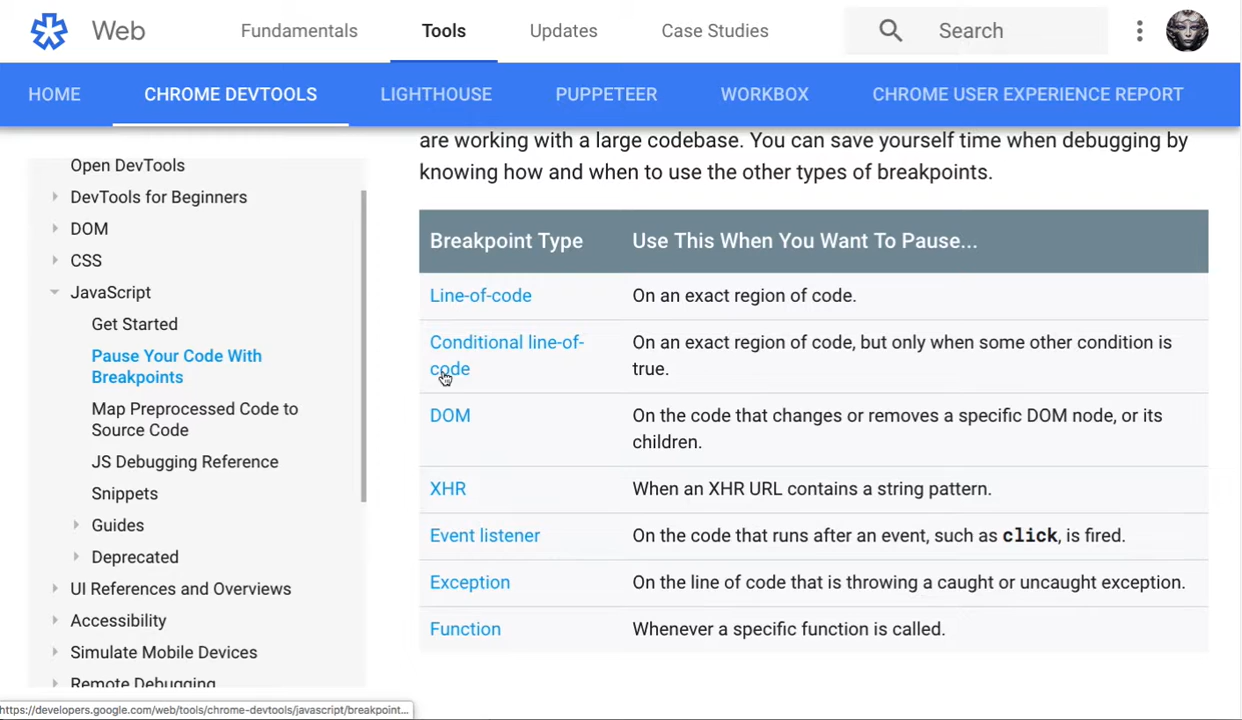 Web
Fundamentals
Tools
Updates
Case Studies
Search
HOME
CHROME DEVTOOLS
LIGHTHOUSE
PUPPETEER
WORKBOX
CHROME USER EXPERIENCE REPORT
Open DevTools
DevTools for Beginners
DOM
CSS
JavaScript
Get Started
Pause Your Code With
Breakpoints
Map Preprocessed Code to
Source Code
JS Debugging Reference
Snippets
Guides
Deprecated
UI References and Overviews
Accessibility
Simulate Mobile Devices
Remote Debugging
are working with a large codebase. You can save yourself time when debugging by
knowing how and when to use the other types of breakpoints.
Breakpoint Type
Use This When You Want To Pause...
Line-of-code
On an exact region of code.
Conditional line-of-
code
On an exact region of code, but only when some other condition is
true.
DOM
On the code that changes or removes a specific DOM node, or its
children.
XHR
When an XHR URL contains a string pattern.
Event listener
On the code that runs after an event, such as click, is fired.
Exception
On the line of code that is throwing a caught or uncaught exception.
Function
Whenever a specific function is called.
https://developers.google.com/web/tools/chrome-devtools/javascript/breakpoint...